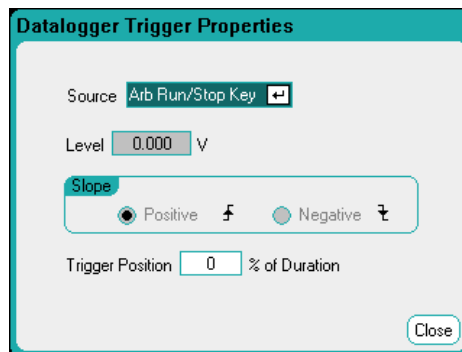 Datalogger Trigger Properties
Source Arb Run/Stop Key
Level 0.000 V
Slope
Positive Negative
Trigger Position 0 % of Duration
Close